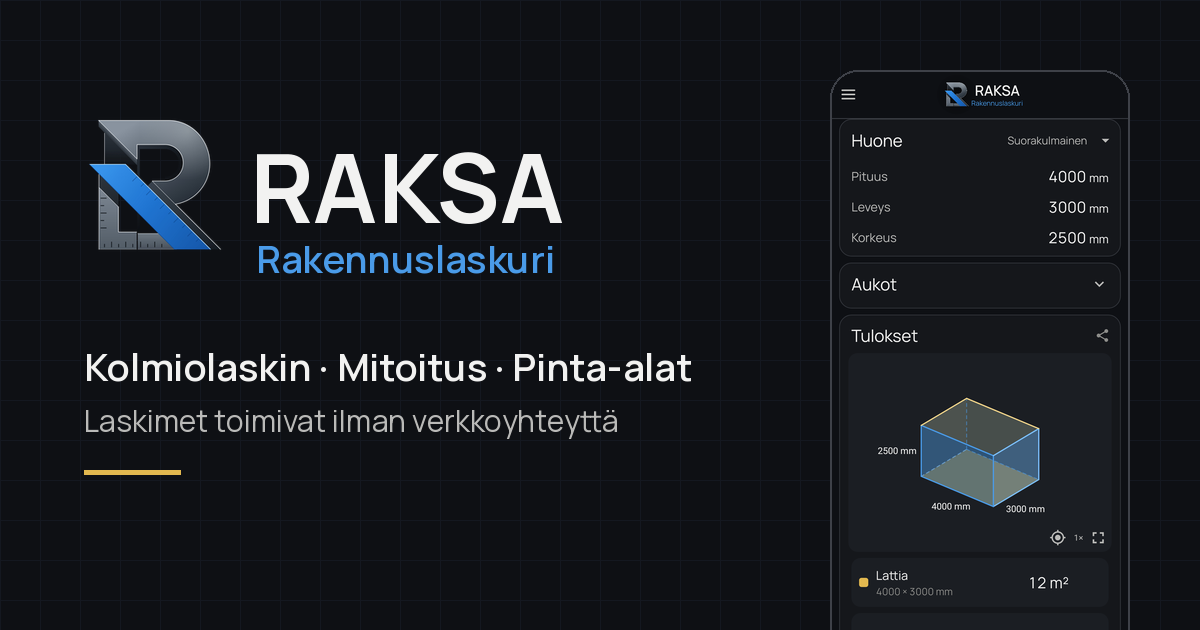 RAKSA
Rakennuslaskuri
Kolmiolaskin · Mitoitus · Pinta-alat
Laskimet toimivat ilman verkkoyhteyttä
RAKSA
Rakennuslaskuri
Huone Suorakulmainen
Pituus 4000 mm
Leveys 3000 mm
Korkeus 2500 mm
Aukot
Tulokset
2500 mm
4000 mm 3000 mm
1×
Lattia 12 m²
4000 × 3000 mm